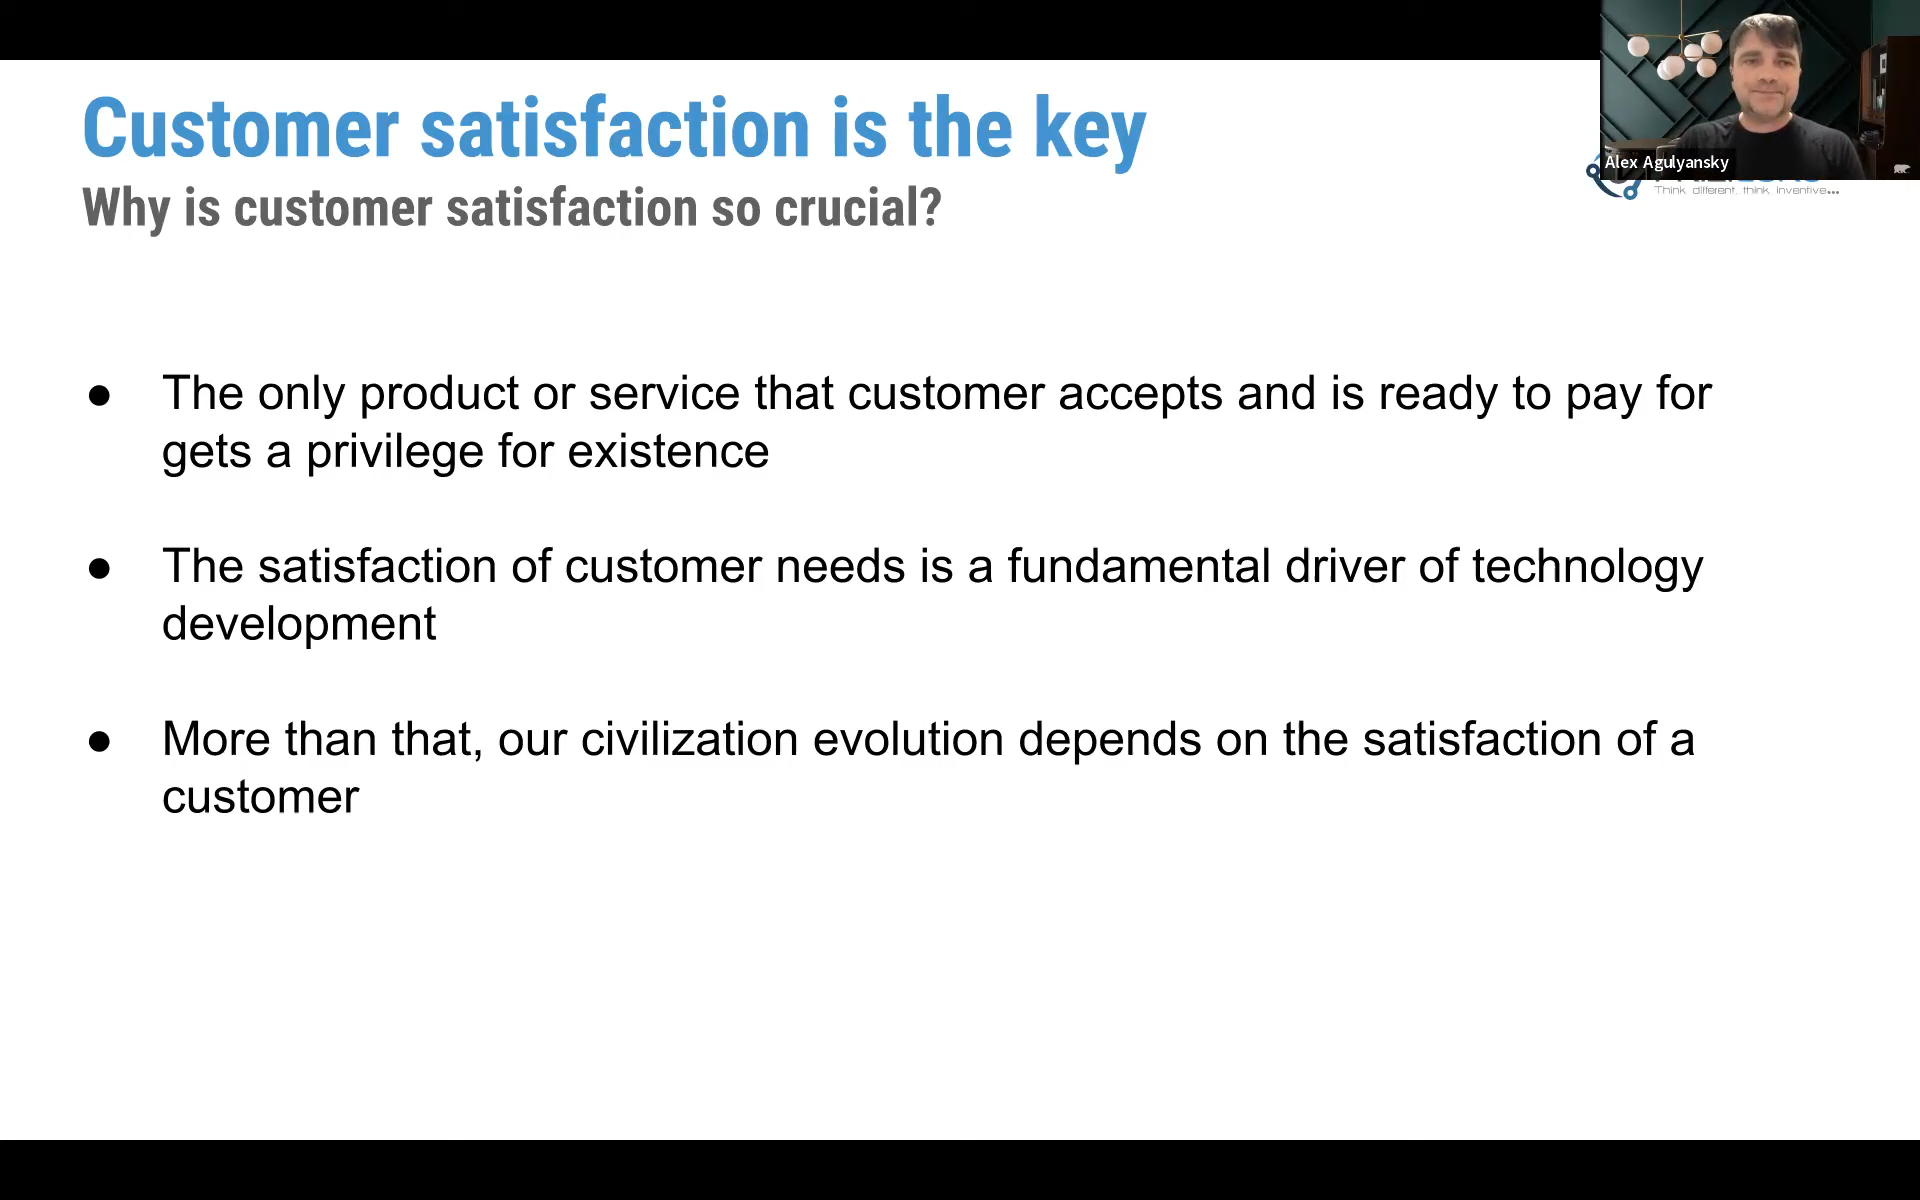 Customer satisfaction is the key
Why is customer satisfaction so crucial?
Alex Agulyansky
Think different, think inventive...
● The only product or service that customer accepts and is ready to pay for
gets a privilege for existence
● The satisfaction of customer needs is a fundamental driver of technology
development
● More than that, our civilization evolution depends on the satisfaction of a
customer